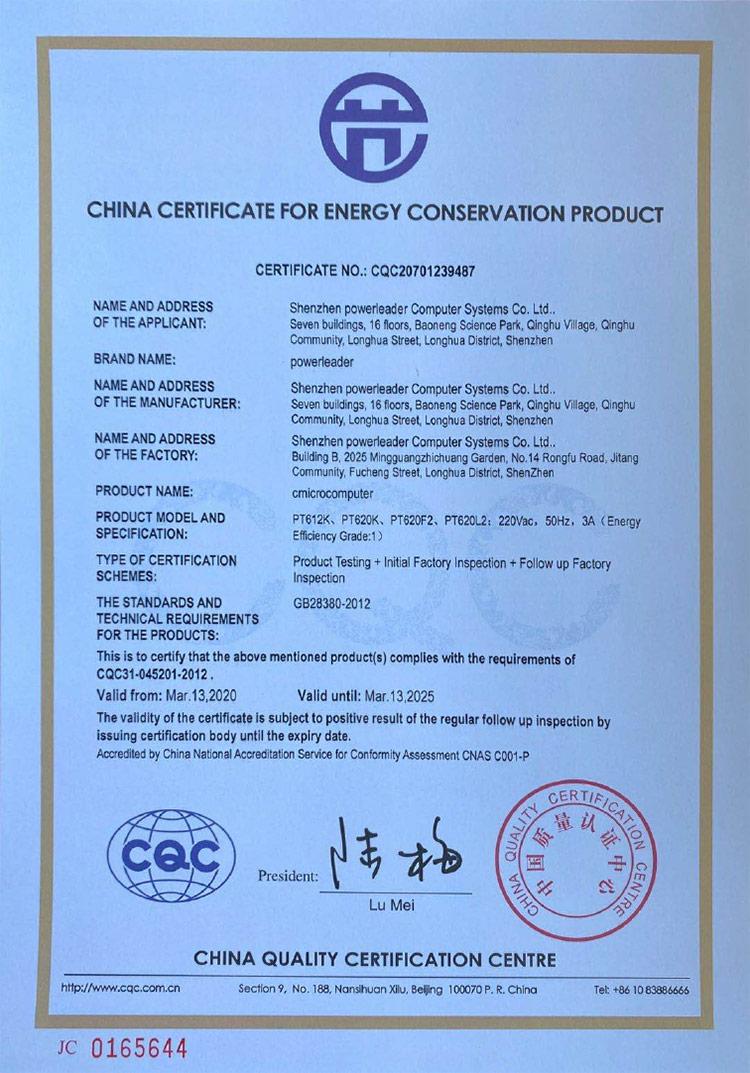 CHINA CERTIFICATE FOR ENERGY CONSERVATION PRODUCT
CERTIFICATE NO.: CQC20701239487
NAME AND ADDRESS
OF THE APPLICANT:
Shenzhen powerleader Computer Systems Co. Ltd..
Seven buildings, 16 floors, Baoneng Science Park, Qinghu Village, Qinghu
Community, Longhua Street, Longhua District, Shenzhen
BRAND NAME:
powerleader
NAME AND ADDRESS
OF THE MANUFACTURER:
Shenzhen powerleader Computer Systems Co. Ltd..
Seven buildings, 16 floors, Baoneng Science Park, Qinghu Village, Qinghu
Community, Longhua Street, Longhua District, Shenzhen
NAME AND ADDRESS
OF THE FACTORY:
Shenzhen powerleader Computer Systems Co. Ltd..
Building B, 2025 Mingguangzhichuang Garden, No.14 Rongfu Road, Jitang
Community, Fucheng Street, Longhua District, ShenZhen
PRODUCT NAME:
cmicrocomputer
PRODUCT MODEL AND
SPECIFICATION:
PT612K、PT620K、PT620F2、PT620L2；220Vac，50Hz，3A（Energy
Efficiency Grade:1）
TYPE OF CERTIFICATION
SCHEMES:
Product Testing + Initial Factory Inspection + Follow up Factory
Inspection
THE STANDARDS AND
TECHNICAL REQUIREMENTS
FOR THE PRODUCTS:
GB28380-2012
This is to certify that the above mentioned product(s) complies with the requirements of
CQC31-045201-2012 .
Valid from: Mar.13,2020 Valid until: Mar.13,2025
The validity of the certificate is subject to positive result of the regular follow up inspection by
issuing certification body until the expiry date.
Accredited by China National Accreditation Service for Conformity Assessment CNAS C001-P
CQC
President:
陆梅
Lu Mei
CHINA QUALITY CERTIFICATION CENTRE
中国质量认证中心
CHINA QUALITY CERTIFICATION CENTRE
http://www.cqc.com.cn Section 9, No. 188, Nansihuan Xilu, Beijing 100070 P. R. China Tel: +86 10 83886666
JC 0165644
CQC